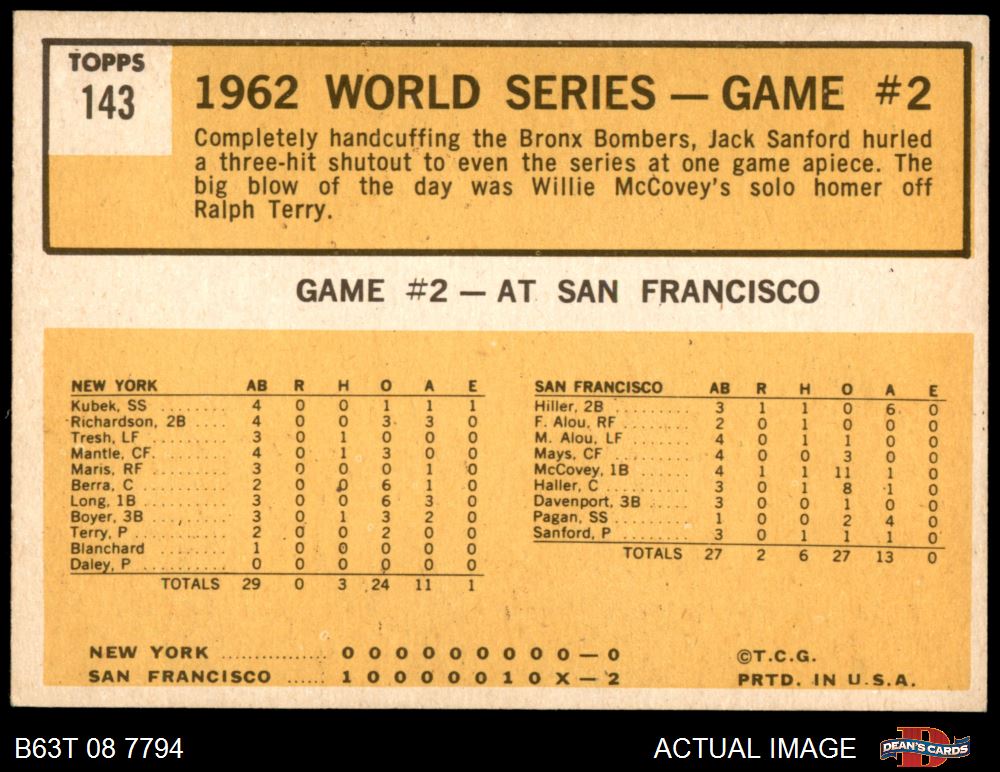 TOPPS
143
1962 WORLD SERIES — GAME #2
Completely handcuffing the Bronx Bombers, Jack Sanford hurled
a three-hit shutout to even the series at one game apiece. The
big blow of the day was Willie McCovey's solo homer off
Ralph Terry.
GAME #2 — AT SAN FRANCISCO
NEW YORK AB R H O A E
Kubek, SS ......... 4 0 0 1 1 1
Richardson, 2B .... 4 0 0 3 3 0
Tresh, LF ......... 3 0 1 0 0 0
Mantle, CF ........ 4 0 1 3 0 0
Maris, RF ......... 3 0 0 0 1 0
Berra, C .......... 2 0 0 6 1 0
Long, 1B .......... 3 0 0 6 3 0
Boyer, 3B ......... 3 0 1 3 2 0
Terry, P .......... 2 0 0 2 0 0
Blanchard ......... 1 0 0 0 0 0
Daley, P .......... 0 0 0 0 0 0
TOTALS 29 0 3 24 11 1
SAN FRANCISCO AB R H O A E
Hiller, 2B ......... 3 1 1 0 6 0
F. Alou, RF ........ 2 0 1 0 0 0
M. Alou, LF ........ 4 0 1 1 0 0
Mays, CF ........... 4 0 0 3 0 0
McCovey, 1B ........ 4 1 1 11 1 0
Haller, C .......... 3 0 1 8 1 0
Davenport, 3B ...... 3 0 0 1 0 0
Pagan, SS .......... 1 0 0 2 4 0
Sanford, P ......... 3 0 1 1 1 0
TOTALS 27 2 6 27 13 0
NEW YORK ................ 0 0 0 0 0 0 0 0 0 — 0
SAN FRANCISCO ...... 1 0 0 0 0 0 1 0 X — 2
©T.C.G.
PRTD. IN U.S.A.
B63T 08 7794
ACTUAL IMAGE
DEAN'S CARDS